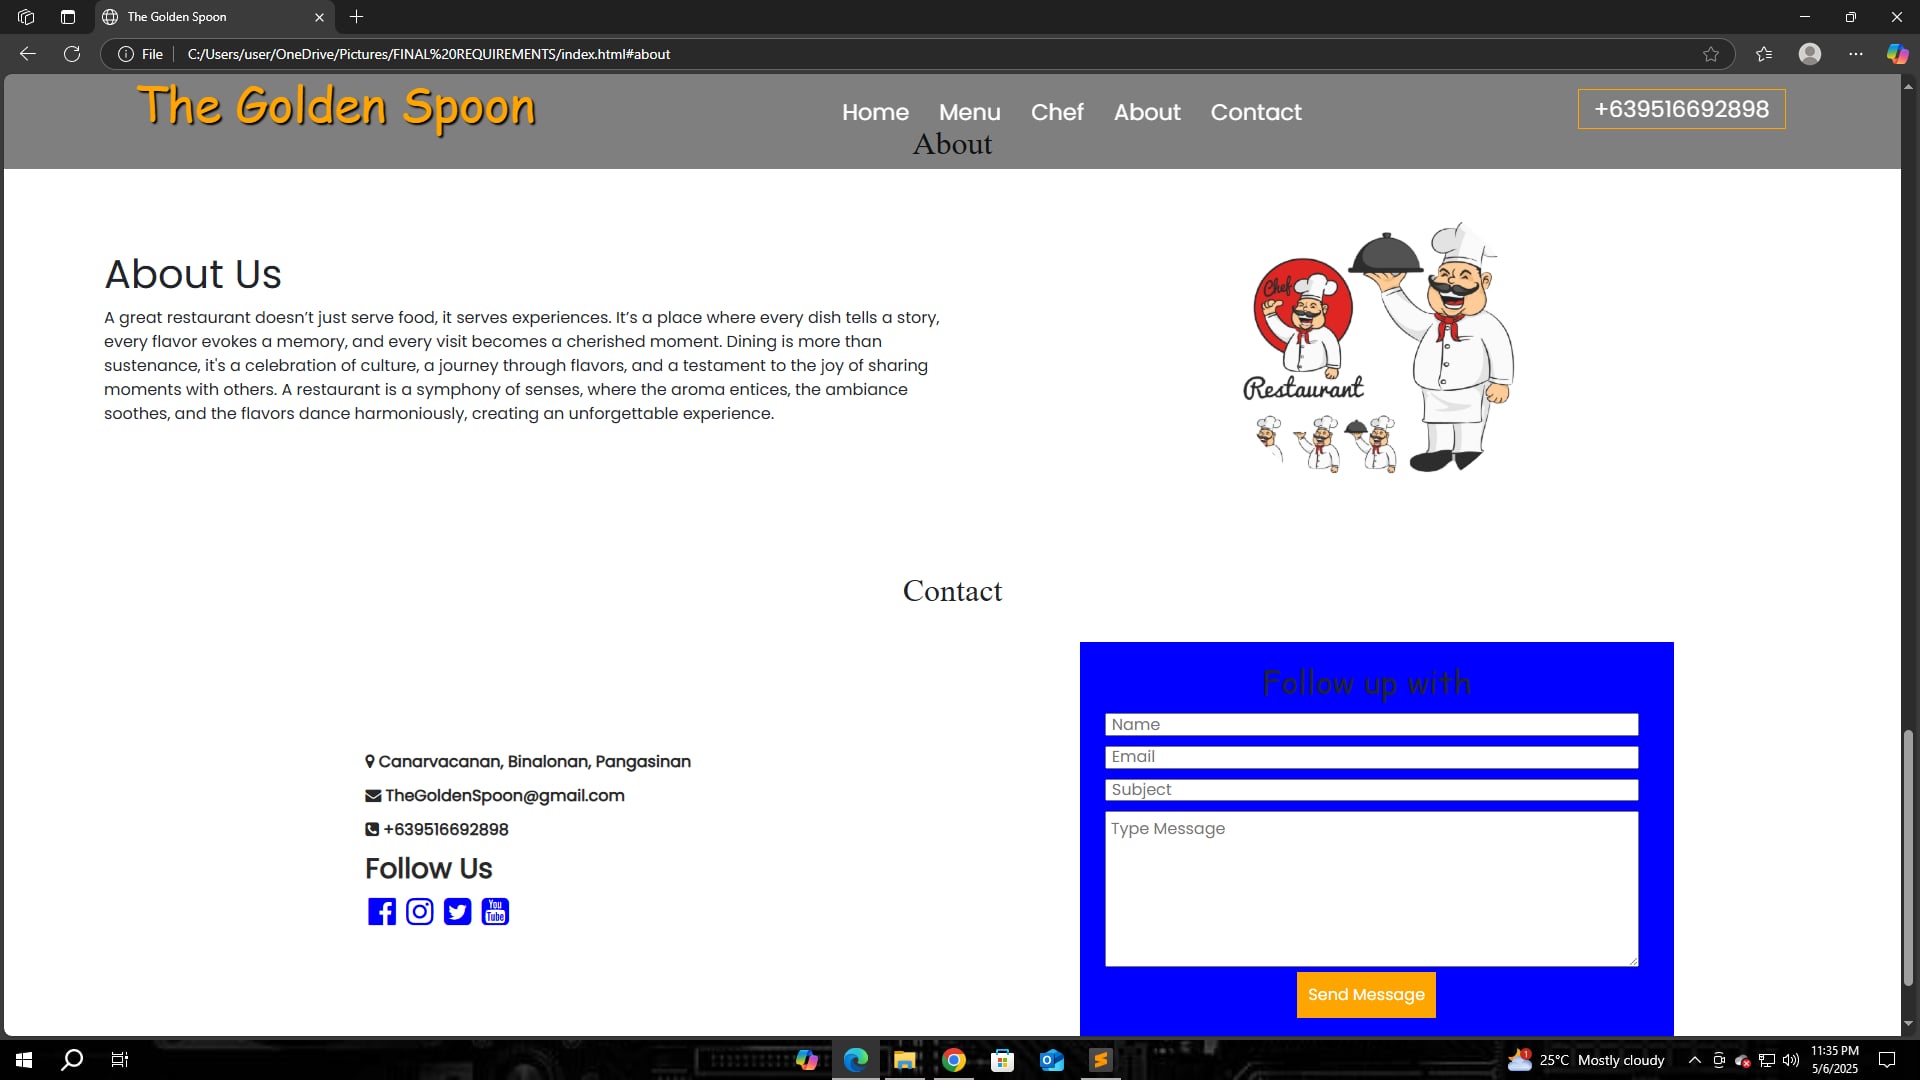 The Golden Spoon
File
C:/Users/user/OneDrive/Pictures/FINAL%20REQUIREMENTS/index.html#about
The Golden Spoon
Home Menu Chef About Contact
+639516692898
About
About Us
A great restaurant doesn’t just serve food, it serves experiences. It’s a place where every dish tells a story,
every flavor evokes a memory, and every visit becomes a cherished moment. Dining is more than
sustenance, it's a celebration of culture, a journey through flavors, and a testament to the joy of sharing
moments with others. A restaurant is a symphony of senses, where the aroma entices, the ambiance
soothes, and the flavors dance harmoniously, creating an unforgettable experience.
Chef
Restaurant
Contact
Canarvacanan, Binalonan, Pangasinan
TheGoldenSpoon@gmail.com
+639516692898
Follow Us
You
Tube
Follow up with
Name
Email
Subject
Type Message
Send Message
1
25°C Mostly cloudy
11:35 PM
5/6/2025